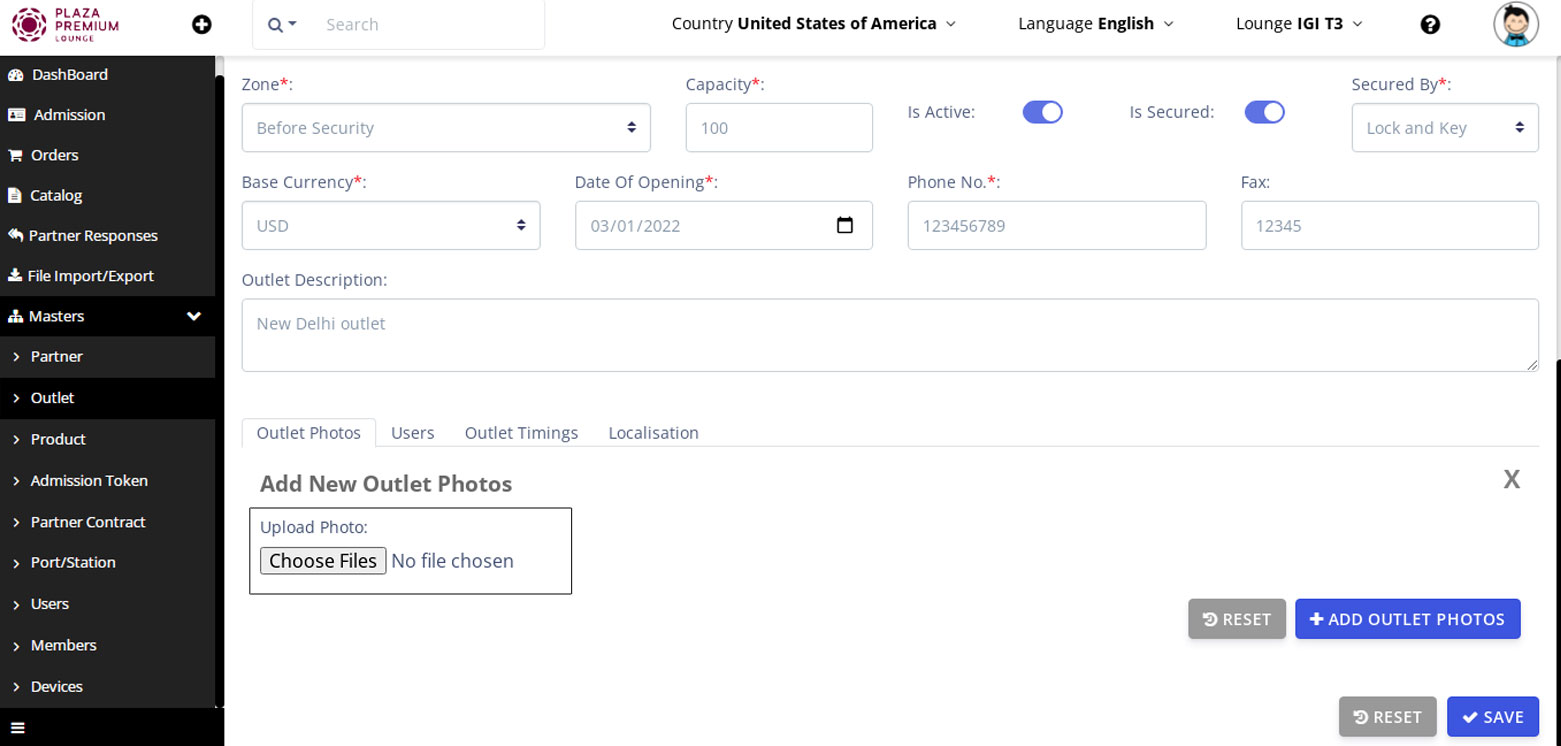 PLAZA
PREMIUM
LOUNGE
Search
Country United States of America
Language English
Lounge IGI T3
DashBoard
Admission
Orders
Catalog
Partner Responses
File Import/Export
Masters
Partner
Outlet
Product
Admission Token
Partner Contract
Port/Station
Users
Members
Devices
Zone*:
Capacity*:
Is Active:
Is Secured:
Secured By*:
Before Security
100
Lock and Key
Base Currency*:
Date Of Opening*:
Phone No.*:
Fax:
USD
03/01/2022
123456789
12345
Outlet Description:
New Delhi outlet
Outlet Photos
Users
Outlet Timings
Localisation
Add New Outlet Photos
X
Upload Photo:
Choose Files No file chosen
RESET
ADD OUTLET PHOTOS
RESET
SAVE